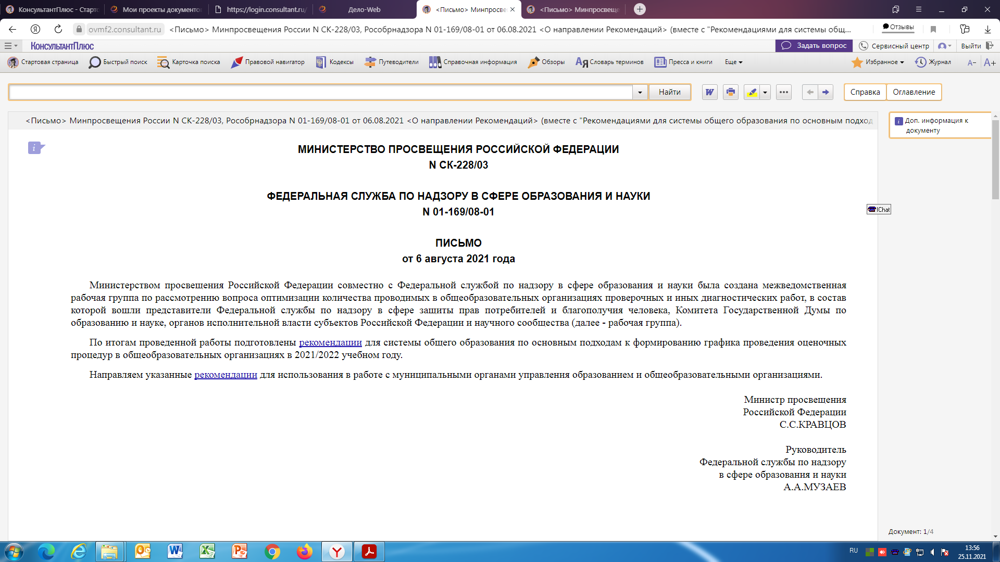 КонсультантПлюс - Старто
Мои проекты документо
https://login.consultant.ru/
Дело-Web
<Письмо> Минпросве
<Письмо> Минпросвеще
ovmf2.consultant.ru
<Письмо> Минпросвещения России N СК-228/03, Рособрнадзора N 01-169/08-01 от 06.08.2021 <О направлении Рекомендаций> (вместе с "Рекомендациями для системы общ...
Отзывы
КонсультантПлюс
Задать вопрос
Сервисный центр
Выйти
Стартовая страница
Быстрый поиск
Карточка поиска
Правовой навигатор
Кодексы
Путеводители
Справочная информация
Обзоры
Словарь терминов
Пресса и книги
Еще
Избранное
Журнал
A−
A+
Найти
Справка
Оглавление
<Письмо> Минпросвещения России N СК-228/03, Рособрнадзора N 01-169/08-01 от 06.08.2021 <О направлении Рекомендаций> (вместе с "Рекомендациями для системы общего образования по основным подход
Доп. информация к
документу
МИНИСТЕРСТВО ПРОСВЕЩЕНИЯ РОССИЙСКОЙ ФЕДЕРАЦИИ
N СК-228/03
ФЕДЕРАЛЬНАЯ СЛУЖБА ПО НАДЗОРУ В СФЕРЕ ОБРАЗОВАНИЯ И НАУКИ
N 01-169/08-01
IChat
ПИСЬМО
от 6 августа 2021 года
Министерством просвещения Российской Федерации совместно с Федеральной службой по надзору в сфере образования и науки была создана межведомственная
рабочая группа по рассмотрению вопроса оптимизации количества проводимых в общеобразовательных организациях проверочных и иных диагностических работ, в состав
которой вошли представители Федеральной службы по надзору в сфере защиты прав потребителей и благополучия человека, Комитета Государственной Думы по
образованию и науке, органов исполнительной власти субъектов Российской Федерации и научного сообщества (далее - рабочая группа).
По итогам проведенной работы подготовлены рекомендации для системы общего образования по основным подходам к формированию графика проведения оценочных
процедур в общеобразовательных организациях в 2021/2022 учебном году.
Направляем указанные рекомендации для использования в работе с муниципальными органами управления образованием и общеобразовательными организациями.
Министр просвещения
Российской Федерации
С.С.КРАВЦОВ
Руководитель
Федеральной службы по надзору
в сфере образования и науки
А.А.МУЗАЕВ
Документ: 1/4
RU
13:56
25.11.2021